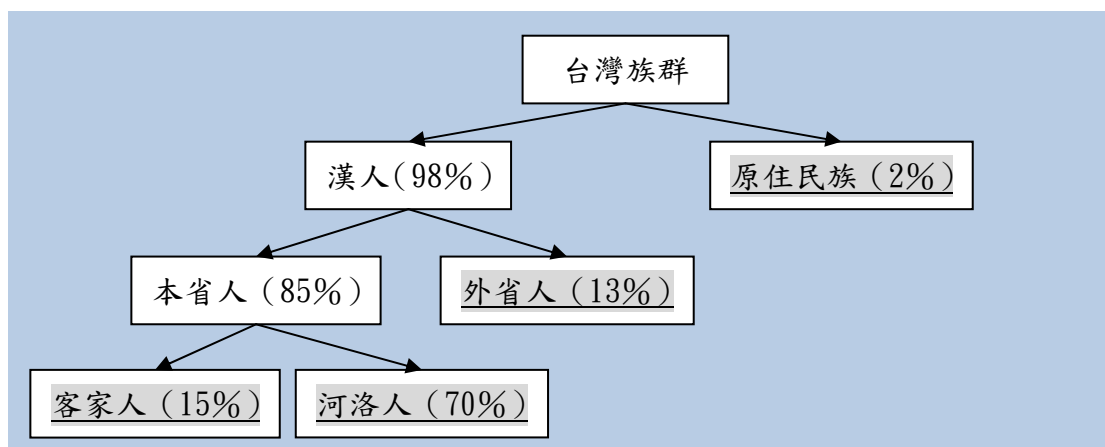 台灣族群
漢人(98%)
原住民族（2%）
本省人（85%）
外省人（13%）
客家人（15%）
河洛人（70%）